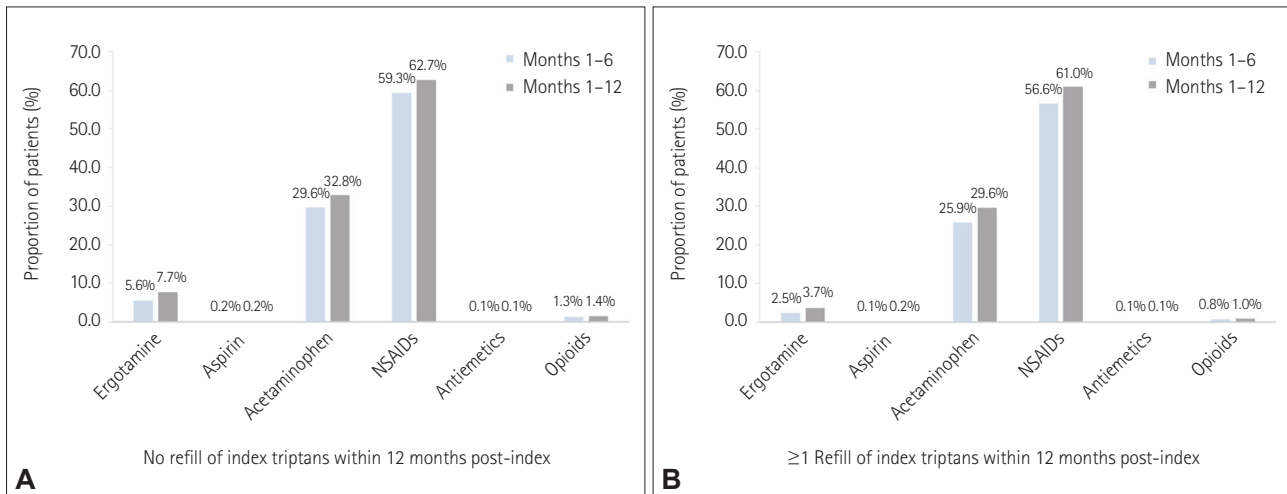 70.0
60.0
50.0
40.0
30.0
20.0
10.0
0.0
Proportion of patients (%)
Months 1–6
Months 1–12
5.6% 7.7%
0.2% 0.2%
29.6% 32.8%
59.3% 62.7%
0.1% 0.1%
1.3% 1.4%
Ergotamine
Aspirin
Acetaminophen
NSAIDs
Antiemetics
Opioids
No refill of index triptans within 12 months post-index
A
70.0
60.0
50.0
40.0
30.0
20.0
10.0
0.0
Proportion of patients (%)
Months 1–6
Months 1–12
2.5% 3.7%
0.1% 0.2%
25.9% 29.6%
56.6% 61.0%
0.1% 0.1%
0.8% 1.0%
Ergotamine
Aspirin
Acetaminophen
NSAIDs
Antiemetics
Opioids
≥1 Refill of index triptans within 12 months post-index
B